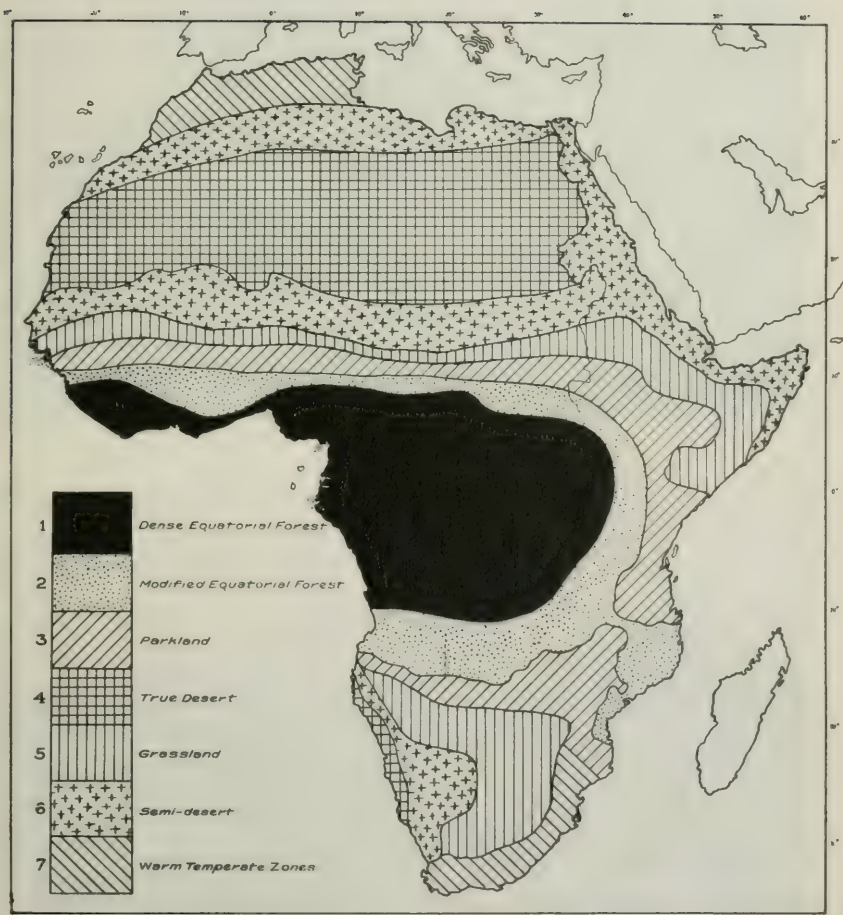 1 Dense Equatorial Forest
2 Modified Equatorial Forest
3 Parkland
4 True Desert
5 Grassland
6 Semi-desert
7 Warm Temperate Zones